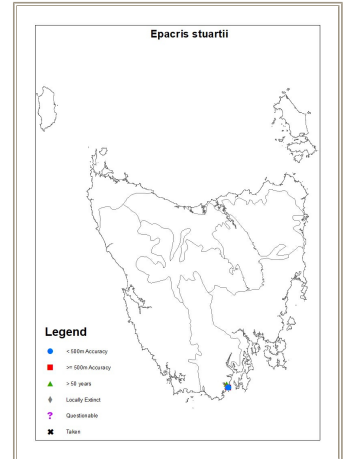 Epacris stuartii
Legend
< 500m Accuracy
>= 500m Accuracy
> 50 years
Locally Extinct
Questionable
Taken